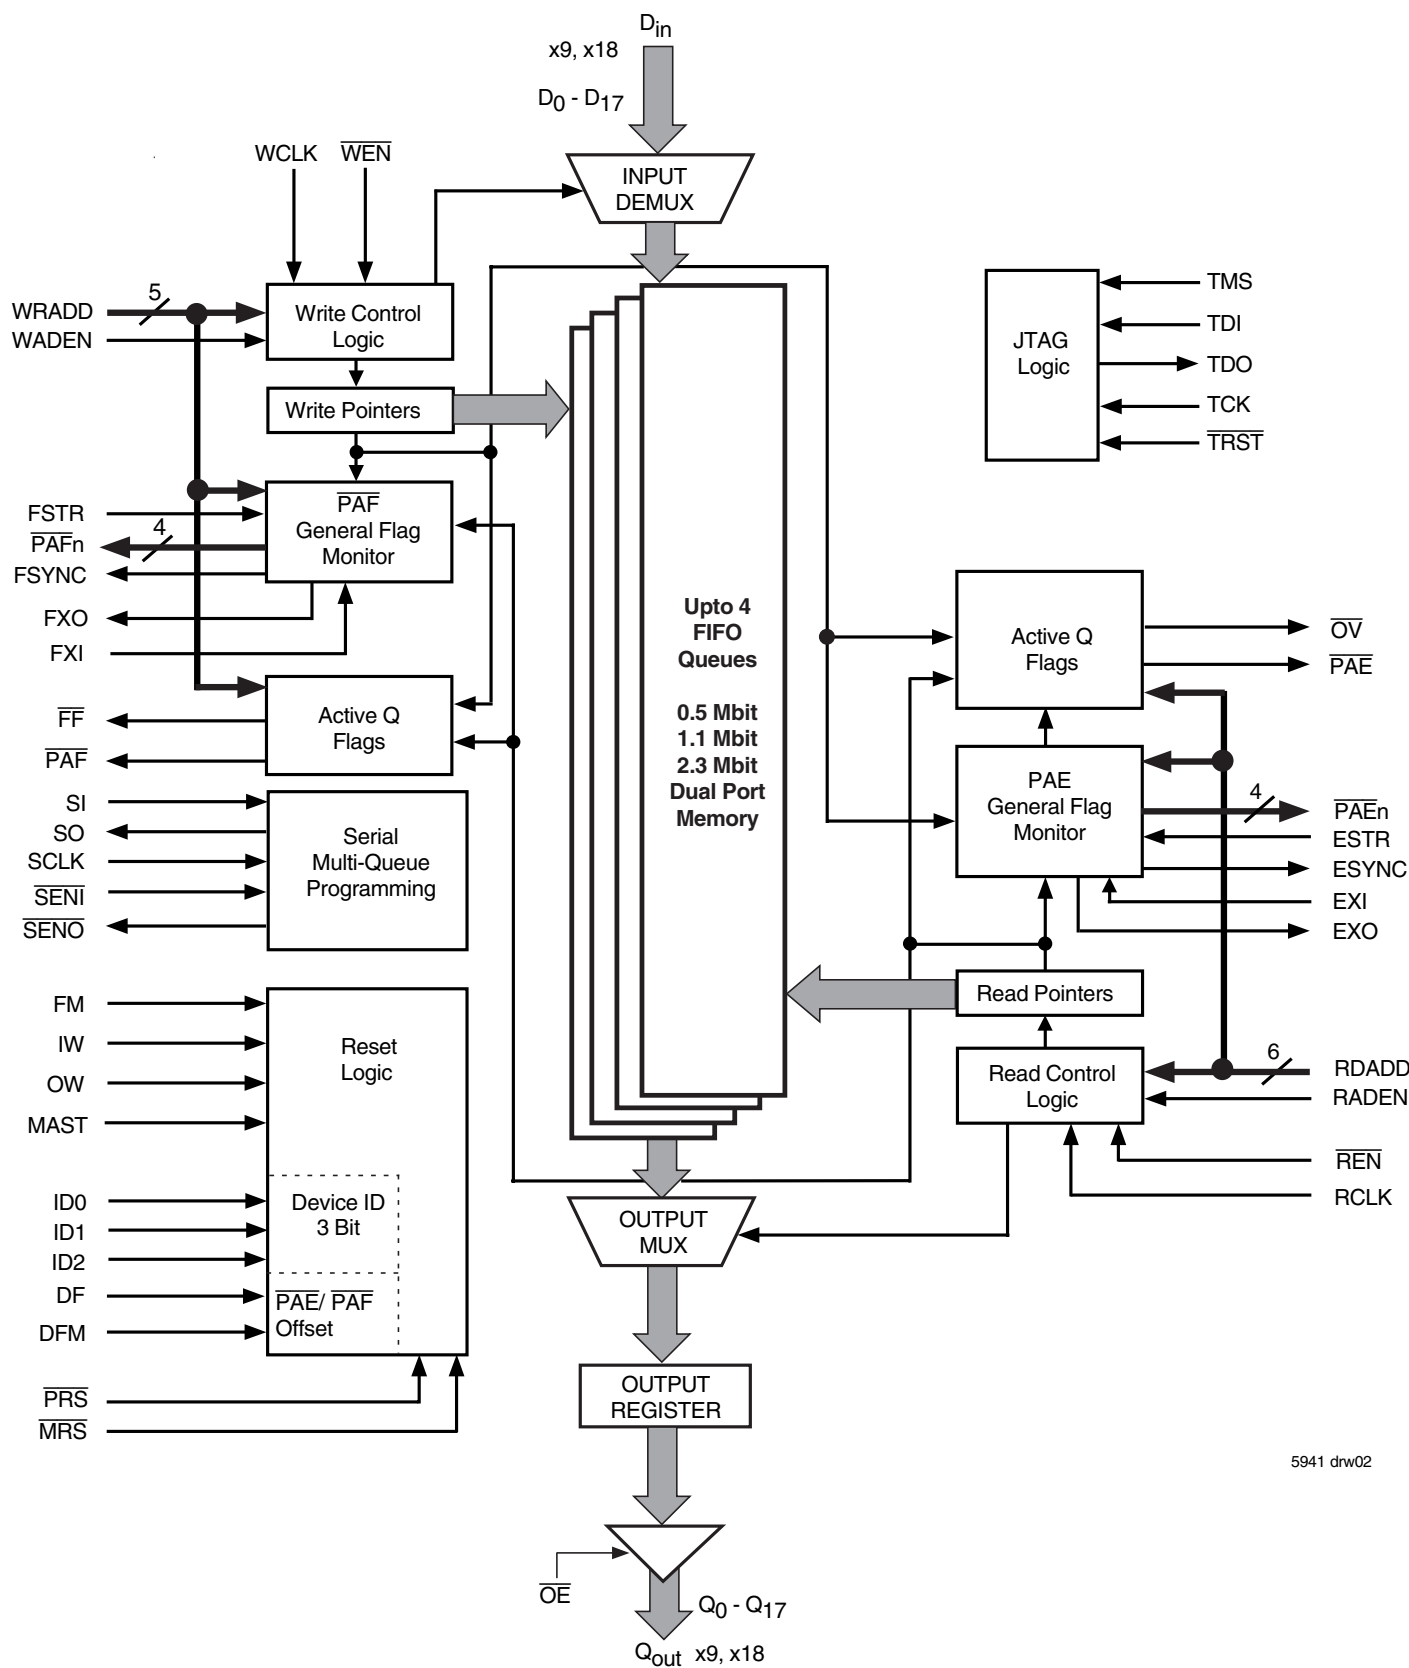 Din
x9, x18
D0 - D17
WCLK
WEN
INPUT
DEMUX
5
WRADD
WADEN
Write Control
Logic
Write Pointers
TMS
TDI
TDO
TCK
TRST
JTAG
Logic
FSTR
PAFn
4
FSYNC
FXO
FXI
PAF
General Flag
Monitor
FF
PAF
Active Q
Flags
Upto 4
FIFO
Queues
0.5 Mbit
1.1 Mbit
2.3 Mbit
Dual Port
Memory
Active Q
Flags
OV
PAE
PAE
General Flag
Monitor
4
PAEn
ESTR
ESYNC
EXI
EXO
SI
SO
SCLK
SENI
SENO
Serial
Multi-Queue
Programming
Read Pointers
Read Control
Logic
6
RDADD
RADEN
REN
RCLK
FM
IW
OW
MAST
Reset
Logic
ID0
ID1
ID2
Device ID
3 Bit
DF
DFM
PAE/ PAF
Offset
PRS
MRS
OUTPUT
MUX
OUTPUT
REGISTER
5941 drw02
OE
Q0 - Q17
Qout x9, x18